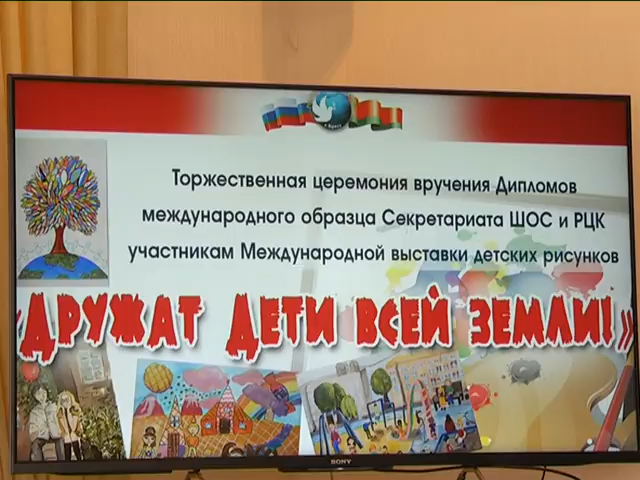 Торжественная церемония вручения Дипломов
международного образца Секретариата ШОС и РЦК
участникам Международной выставки детских рисунков
«ДРУЖАТ ДЕТИ ВСЕЙ ЗЕМЛИ!»
SONY